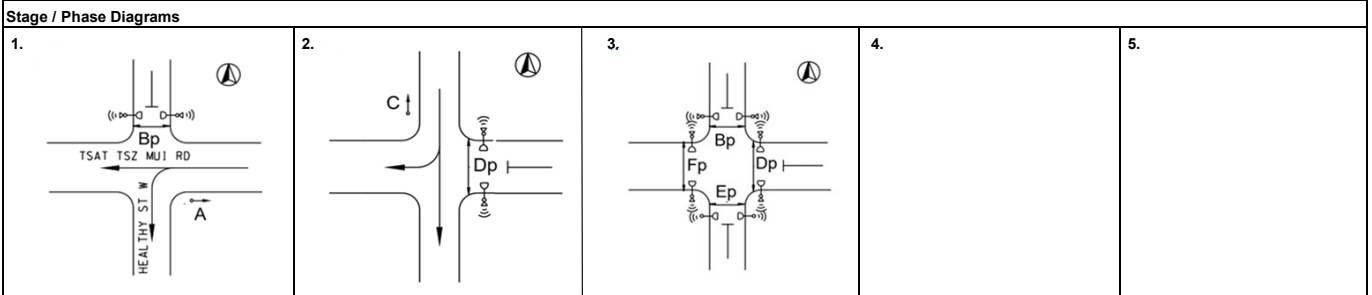 Stage / Phase Diagrams
1.
Bp
TSAT TSZ MUI RD
HEALTHY ST W
A
2.
C
Dp
3.
Bp
Fp
Dp
Ep
4.
5.